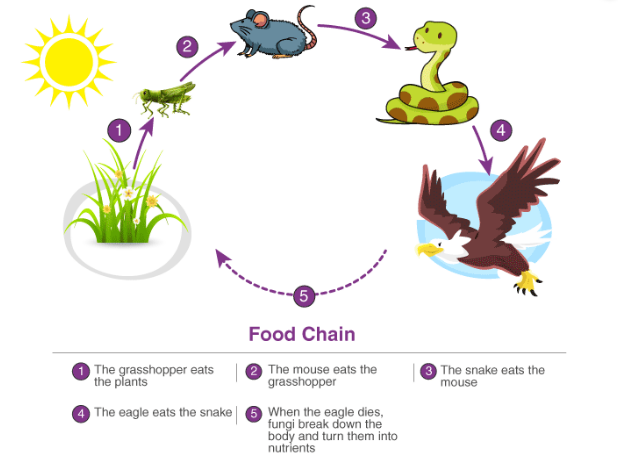 3
2
1
4
5
Food Chain
1 The grasshopper eats
the plants
2 The mouse eats the
grasshopper
3 The snake eats the
mouse
4 The eagle eats the snake
5 When the eagle dies,
fungi break down the
body and turn them into
nutrients